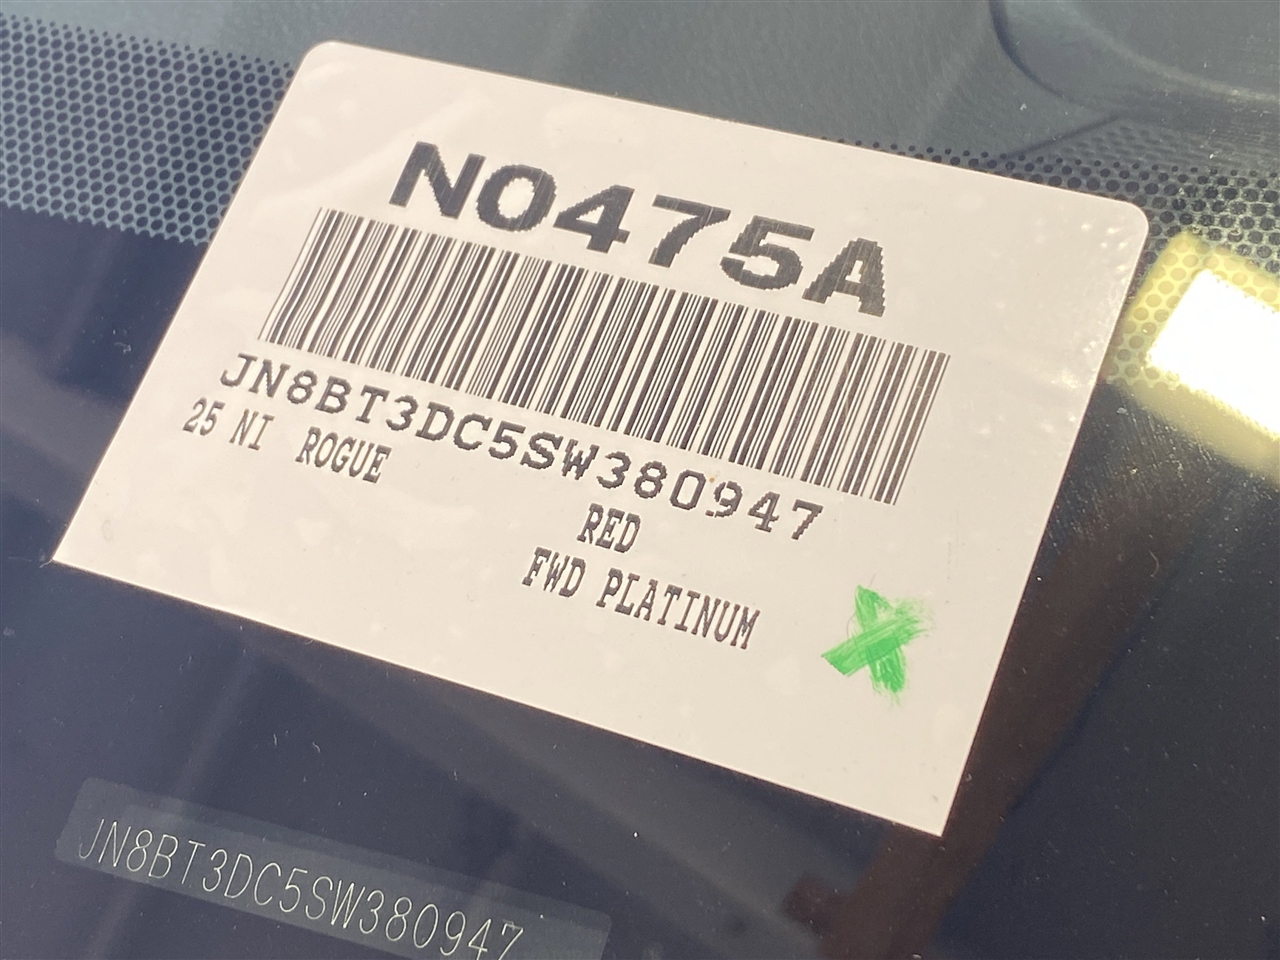 N0475A
JN8BT3DC5SW380947
25 NI ROGUE
RED
FWD PLATINUM
JN8BT3DC5SW380947